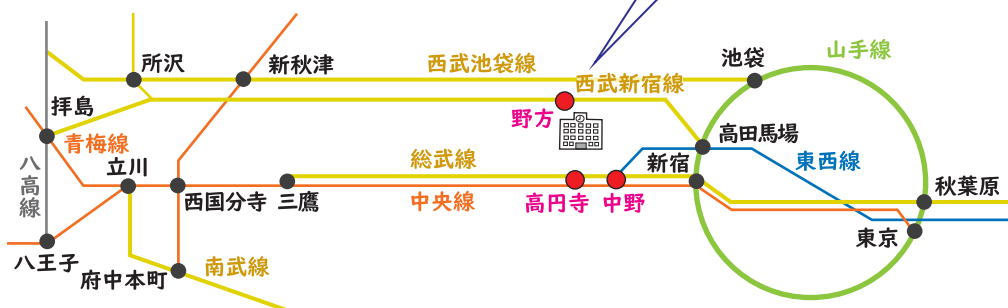 山手線
池袋
所沢
新秋津
西武池袋線
西武新宿線
拝島
野方
高田馬場
青梅線
東西線
八高線
立川
総武線
新宿
西国分寺
三鷹
中央線
高円寺
中野
秋葉原
東京
八王子
府中本町
南武線